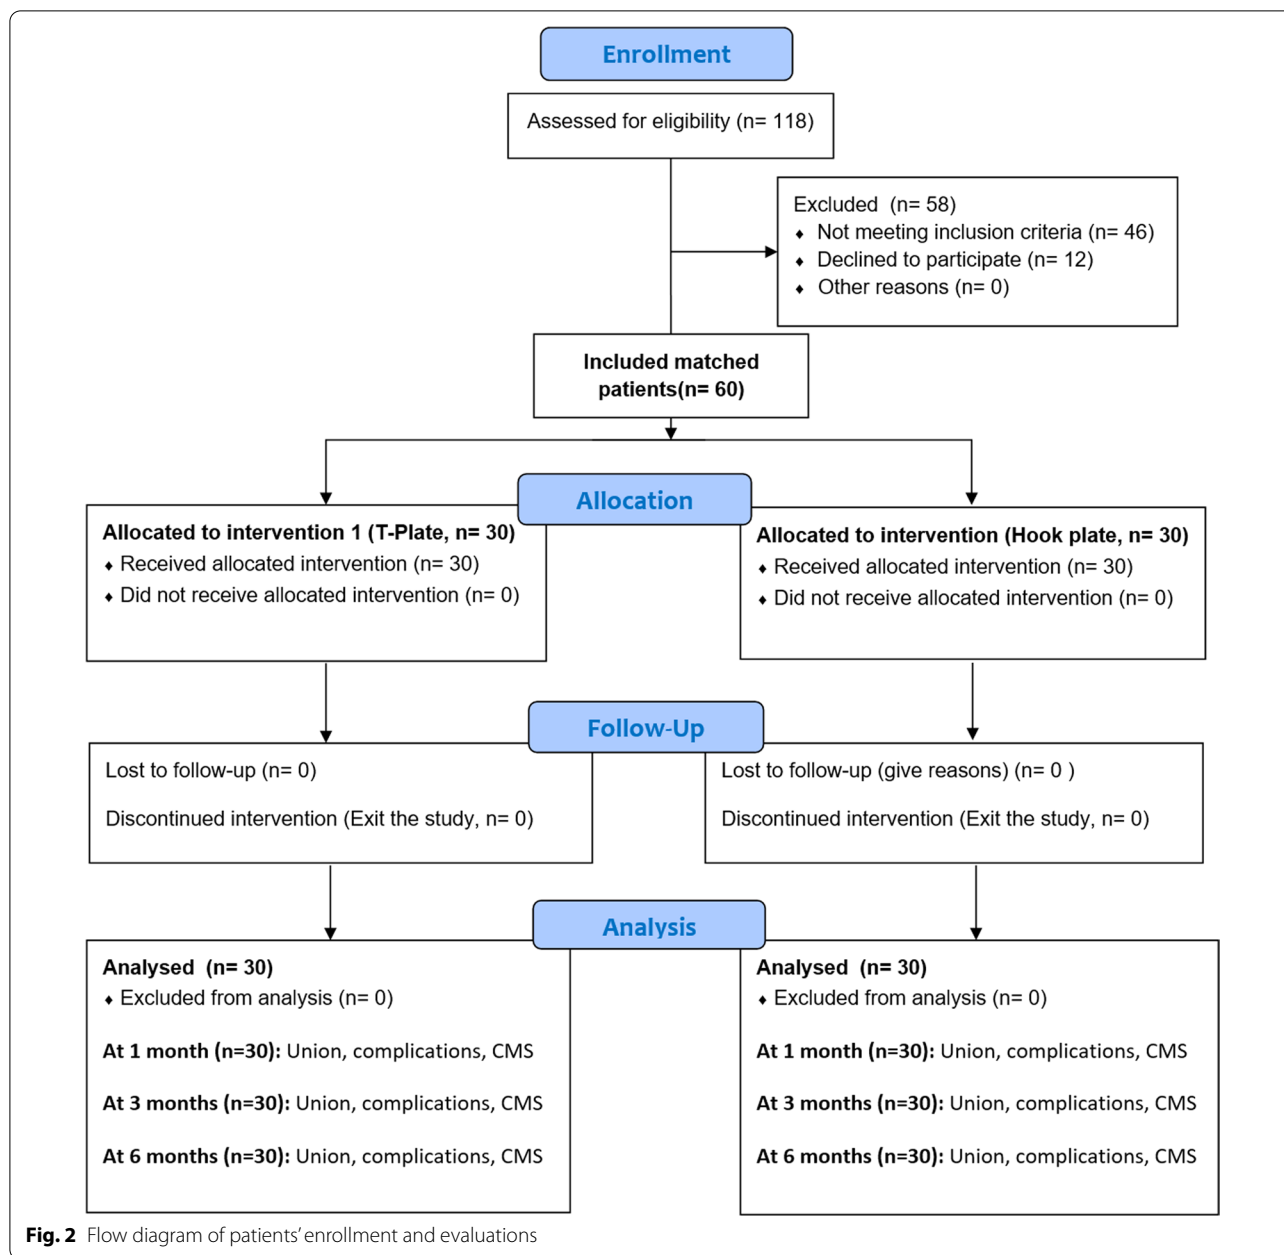 Enrollment
Assessed for eligibility (n= 118)
Excluded (n= 58)
♦ Not meeting inclusion criteria (n= 46)
♦ Declined to participate (n= 12)
♦ Other reasons (n= 0)
Included matched
patients(n= 60)
Allocation
Allocated to intervention 1 (T-Plate, n= 30)
♦ Received allocated intervention (n= 30)
♦ Did not receive allocated intervention (n= 0)
Allocated to intervention (Hook plate, n= 30)
♦ Received allocated intervention (n= 30)
♦ Did not receive allocated intervention (n= 0)
Follow-Up
Lost to follow-up (n= 0)
Discontinued intervention (Exit the study, n= 0)
Lost to follow-up (give reasons) (n= 0 )
Discontinued intervention (Exit the study, n= 0)
Analysis
Analysed (n= 30)
♦ Excluded from analysis (n= 0)
At 1 month (n=30): Union, complications, CMS
At 3 months (n=30): Union, complications, CMS
At 6 months (n=30): Union, complications, CMS
Analysed (n= 30)
♦ Excluded from analysis (n= 0)
At 1 month (n=30): Union, complications, CMS
At 3 months (n=30): Union, complications, CMS
At 6 months (n=30): Union, complications, CMS
Fig. 2 Flow diagram of patients' enrollment and evaluations